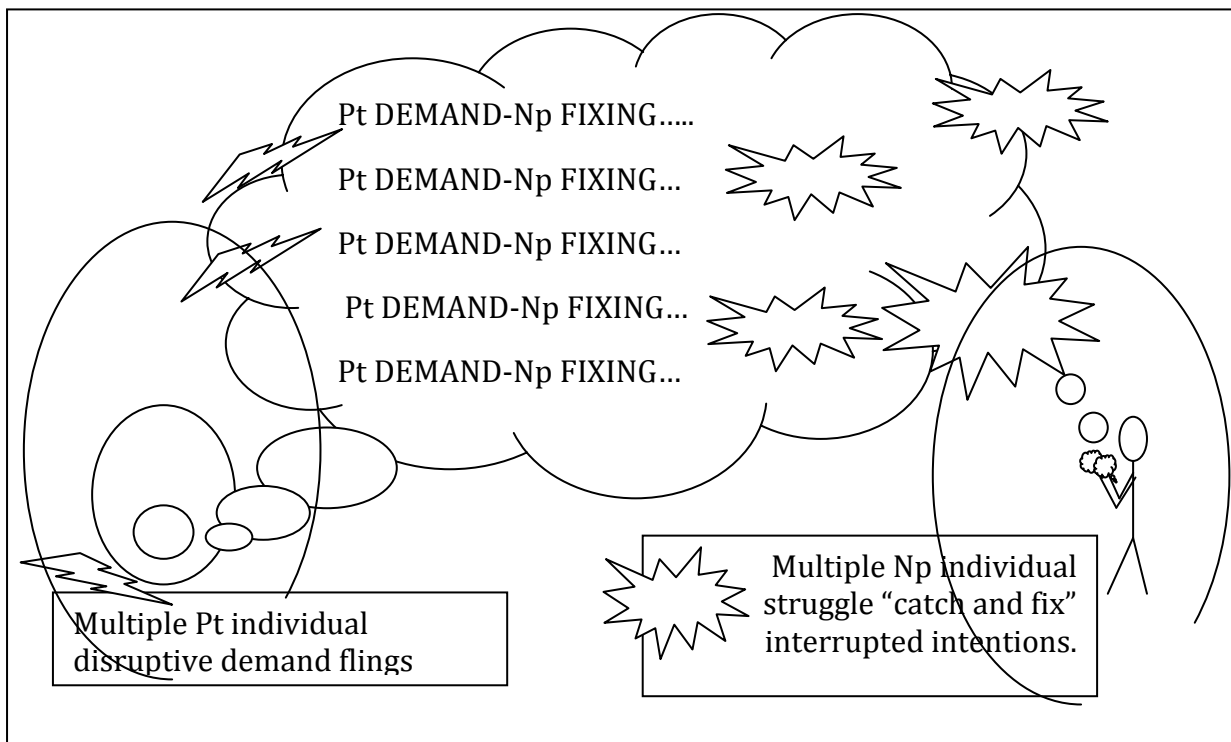 Pt DEMAND-Np FIXING.....
Pt DEMAND-Np FIXING...
Pt DEMAND-Np FIXING...
Pt DEMAND-Np FIXING...
Pt DEMAND-Np FIXING...
Multiple Pt individual
disruptive demand flings
Multiple Np individual
struggle “catch and fix”
interrupted intentions.